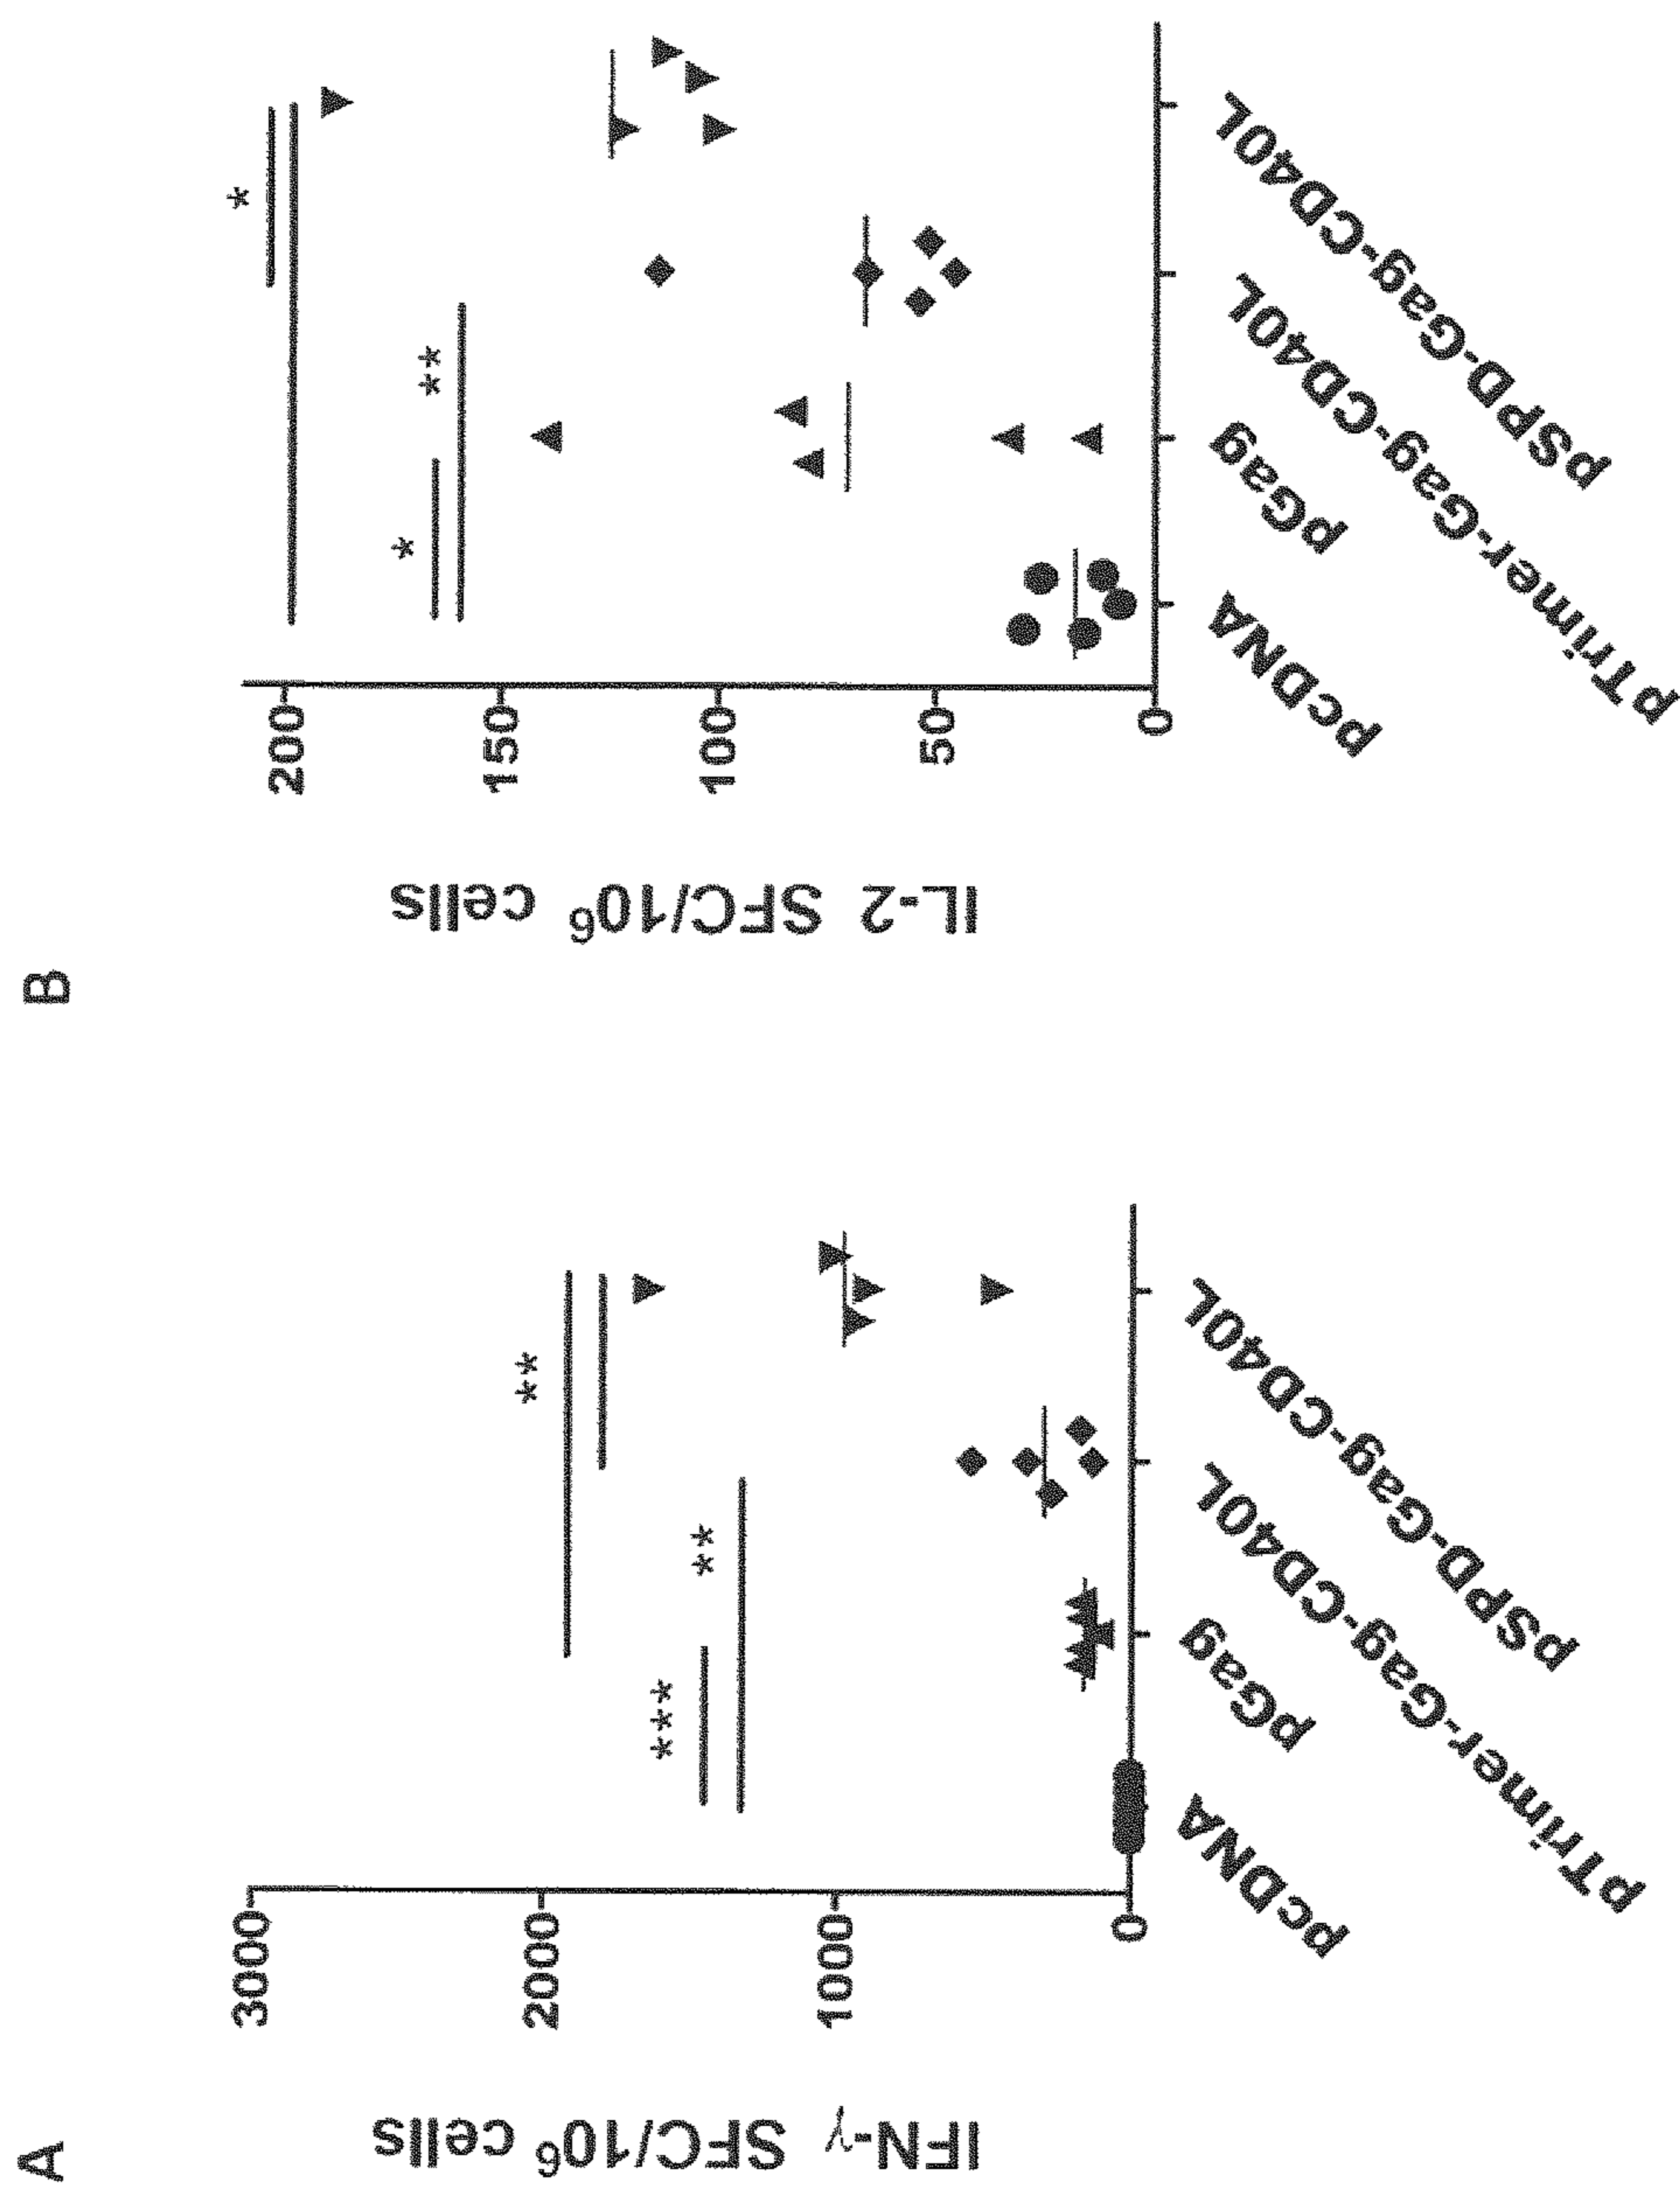 A
IFN-γ SFC/10⁶ cells
3000
2000
1000
0
***
**
**
pcDNA
pGag
pTrimer-Gag-CD40L
pSPD-Gag-CD40L
B
IL-2 SFC/10⁶ cells
200
150
100
50
0
*
**
*
pcDNA
pGag
pTrimer-Gag-CD40L
pSPD-Gag-CD40L